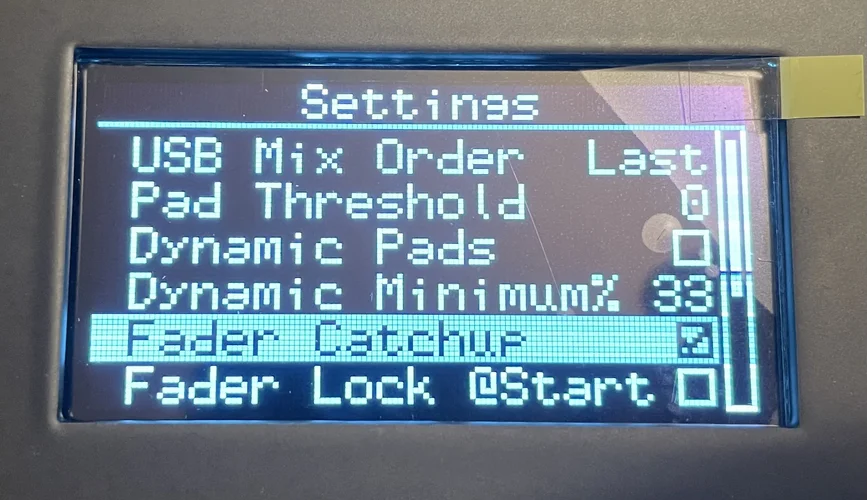 Settings
USB Mix Order Last
Pad Threshold 0
Dynamic Pads
Dynamic Minimum% 33
Fader Catchup
Fader Lock @Start